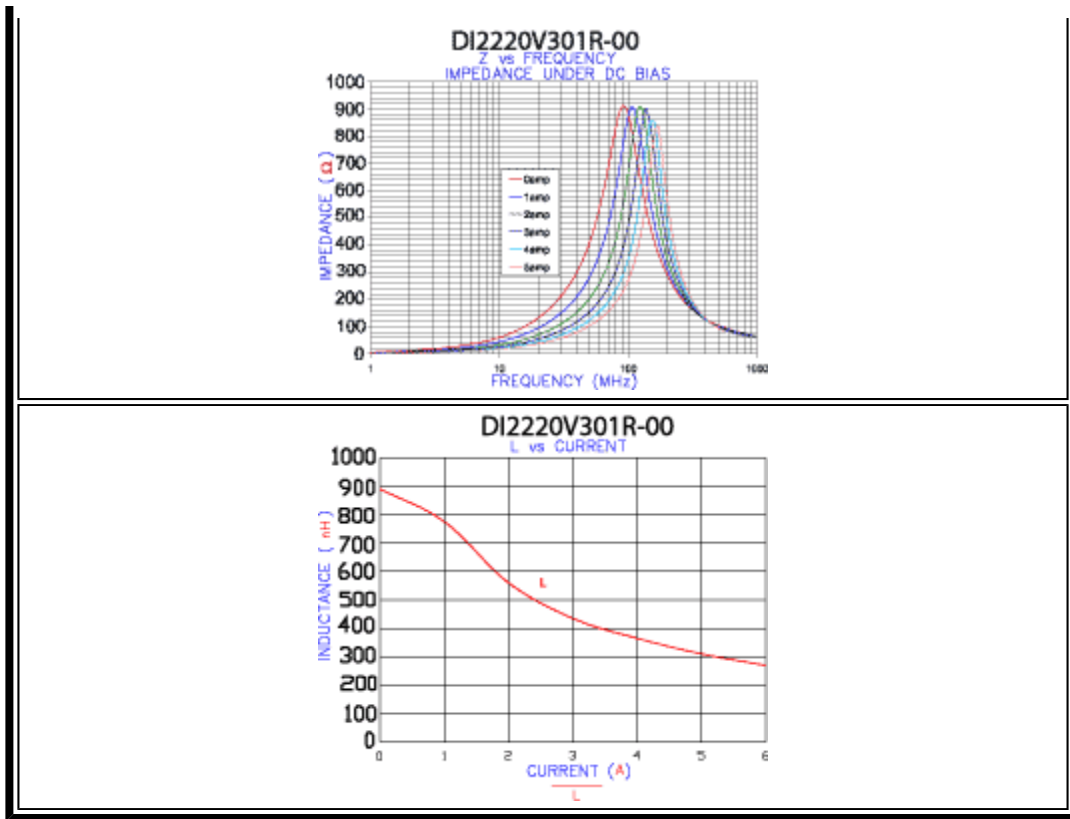 DI2220V301R-00
Z vs FREQUENCY
IMPEDANCE UNDER DC BIAS
1000
900
800
700
600
500
400
300
200
100
0
IMPEDANCE (Ω)
0amp
1amp
2amp
3amp
4amp
5amp
1
10
100
1000
FREQUENCY (MHz)
DI2220V301R-00
L vs CURRENT
1000
900
800
700
600
500
400
300
200
100
0
INDUCTANCE ( nH)
L
0
1
2
3
4
5
6
CURRENT (A)
L